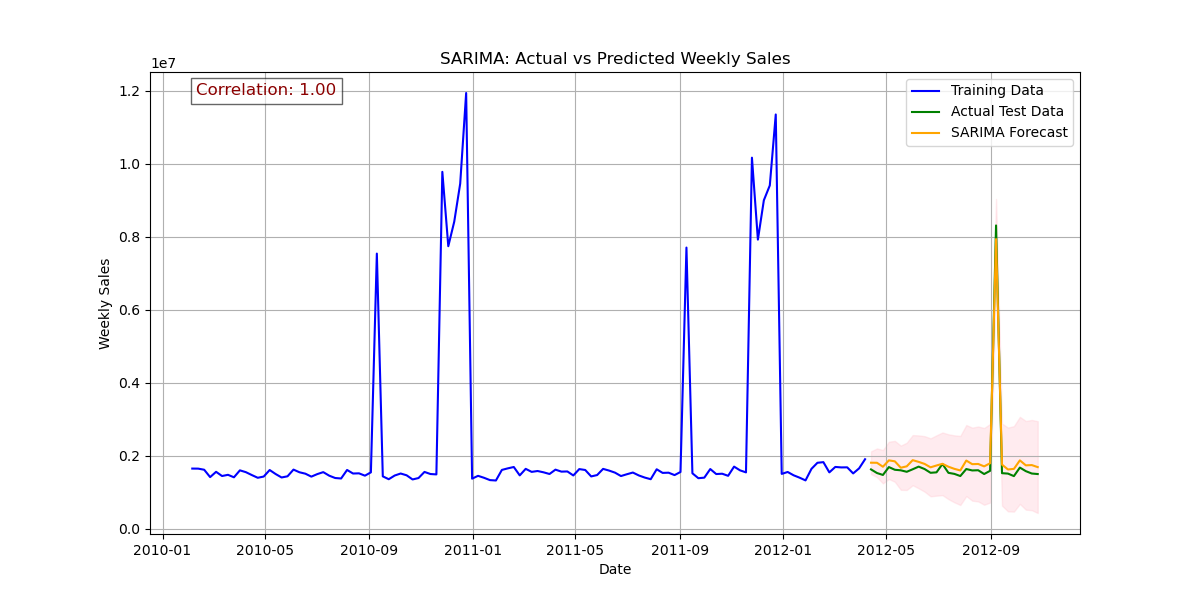 SARIMA: Actual vs Predicted Weekly Sales
1e7
Correlation: 1.00
Training Data
Actual Test Data
SARIMA Forecast
1.2
1.0
0.8
0.6
0.4
0.2
0.0
Weekly Sales
2010-01 2010-05 2010-09 2011-01 2011-05 2011-09 2012-01 2012-05 2012-09
Date